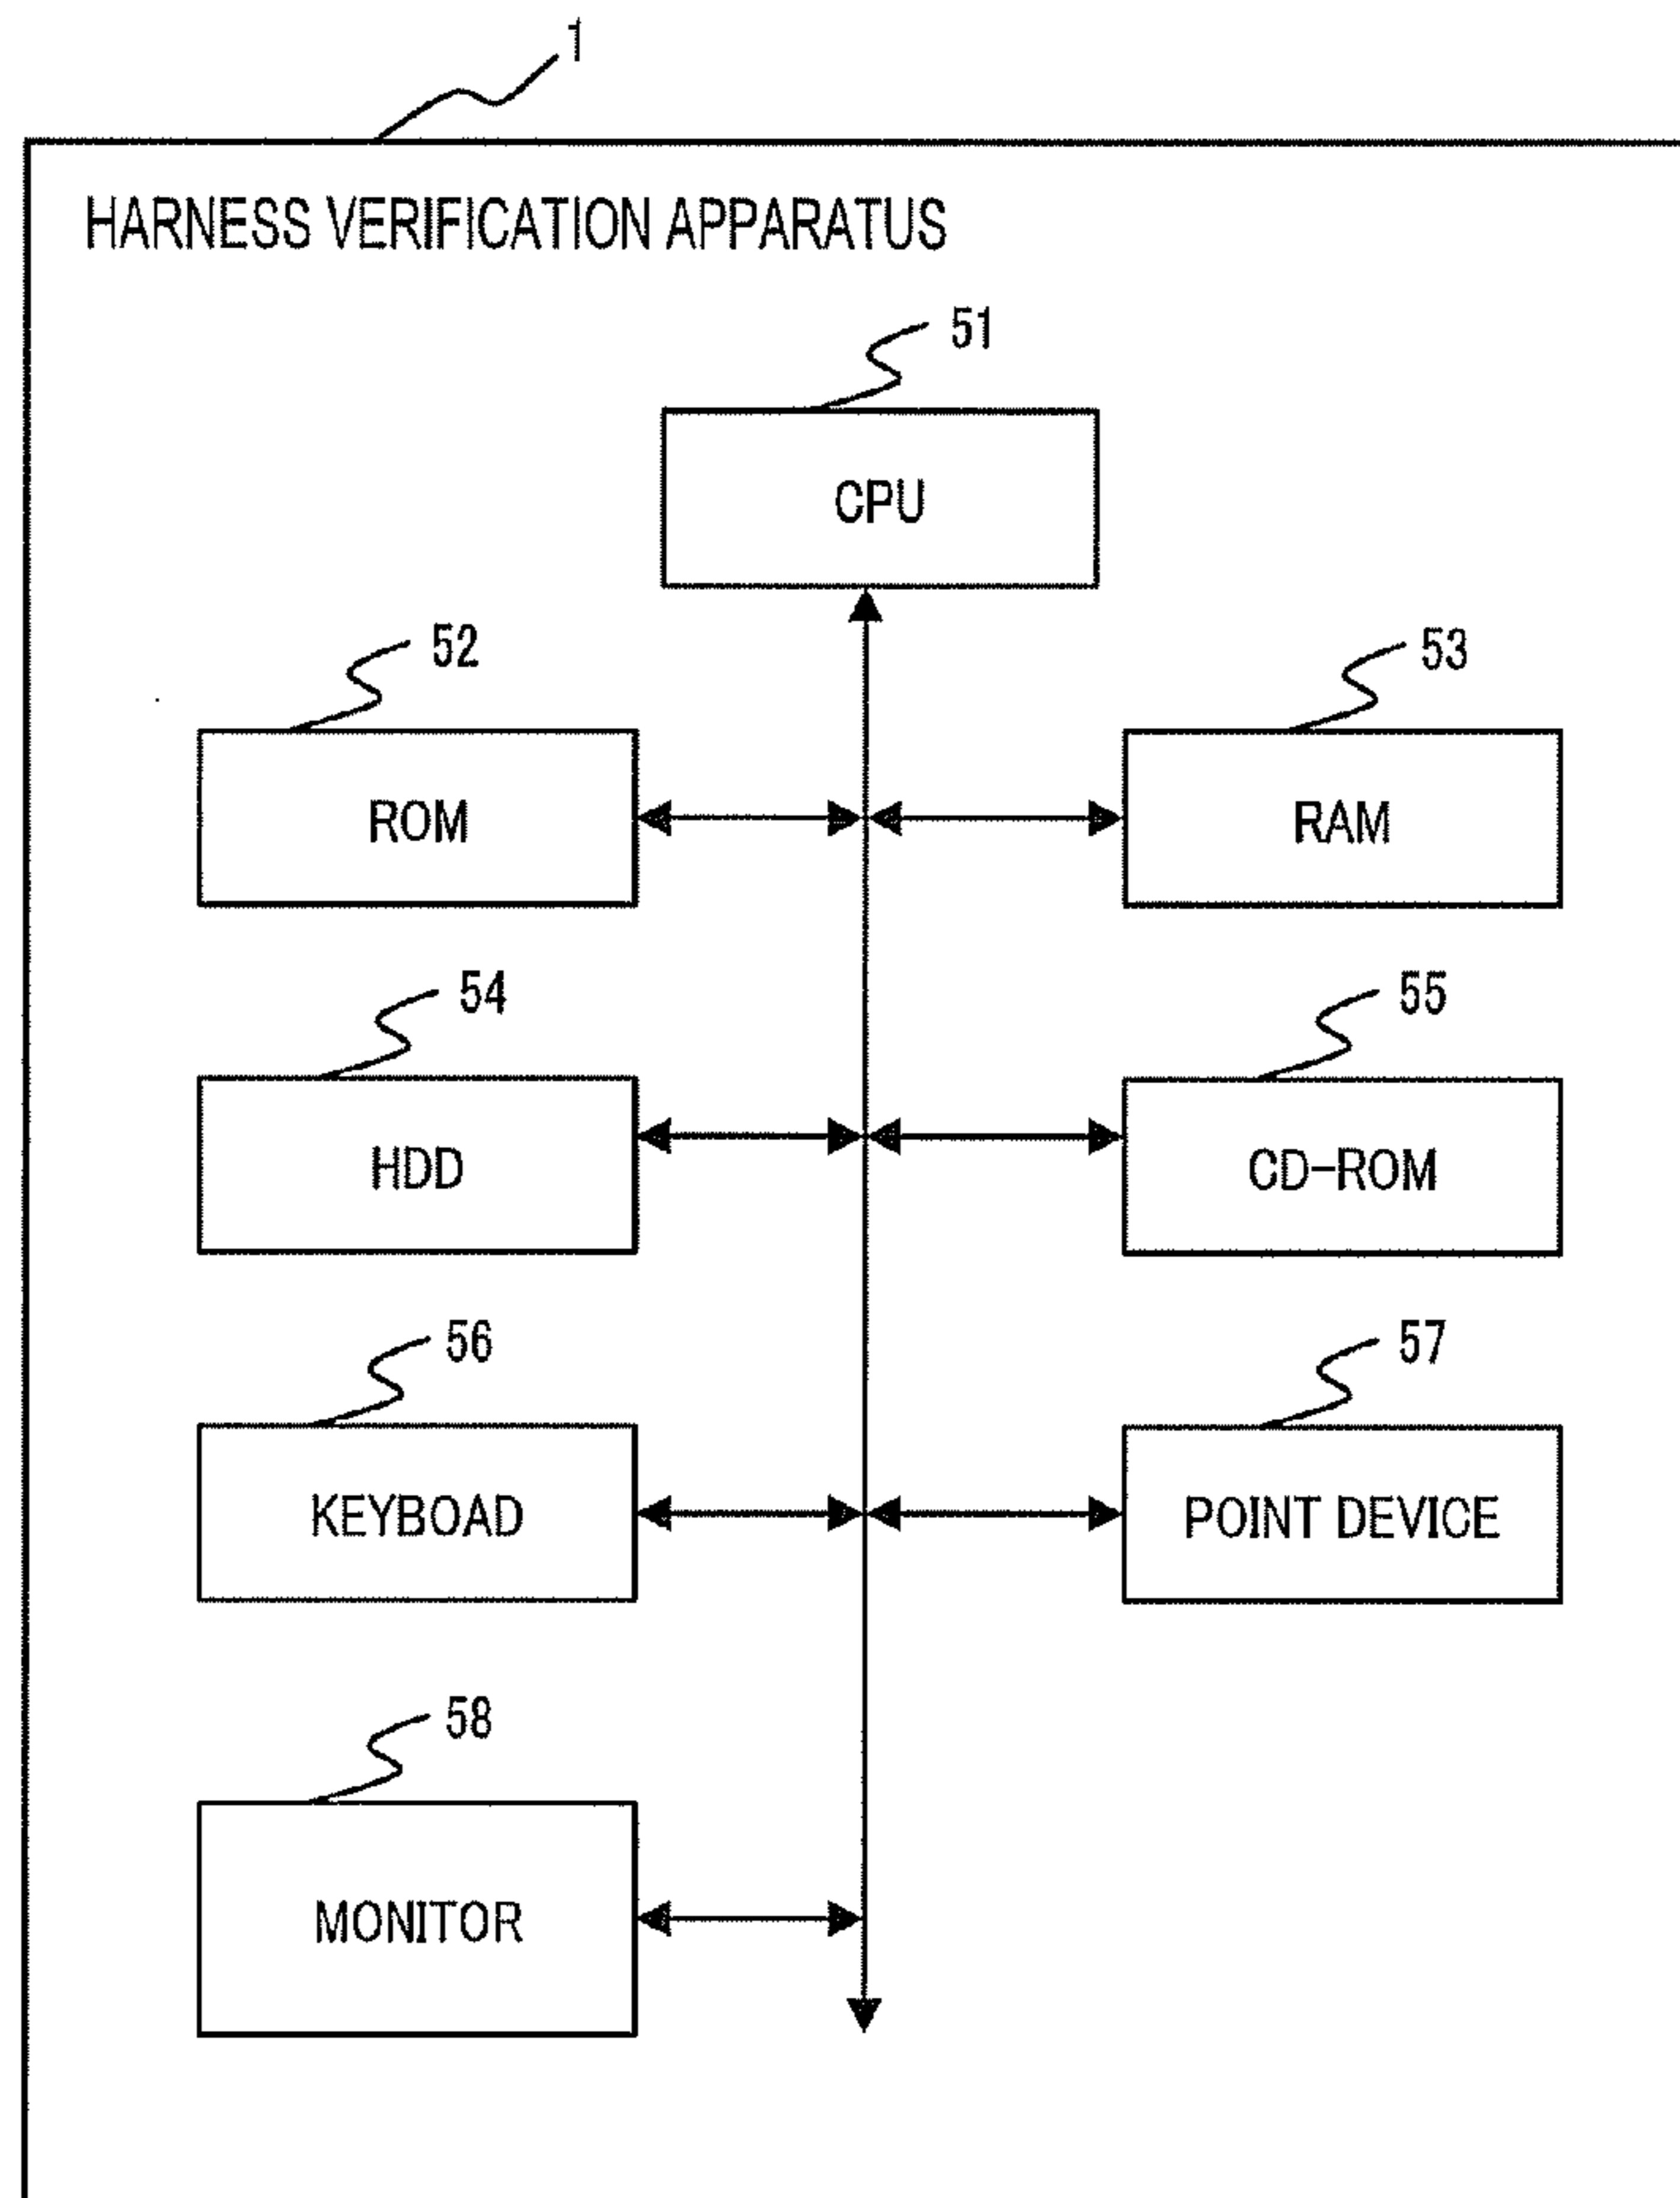 1
HARNESS VERIFICATION APPARATUS
51
CPU
52
53
ROM
RAM
54
55
HDD
CD-ROM
56
57
KEYBOAD
POINT DEVICE
58
MONITOR